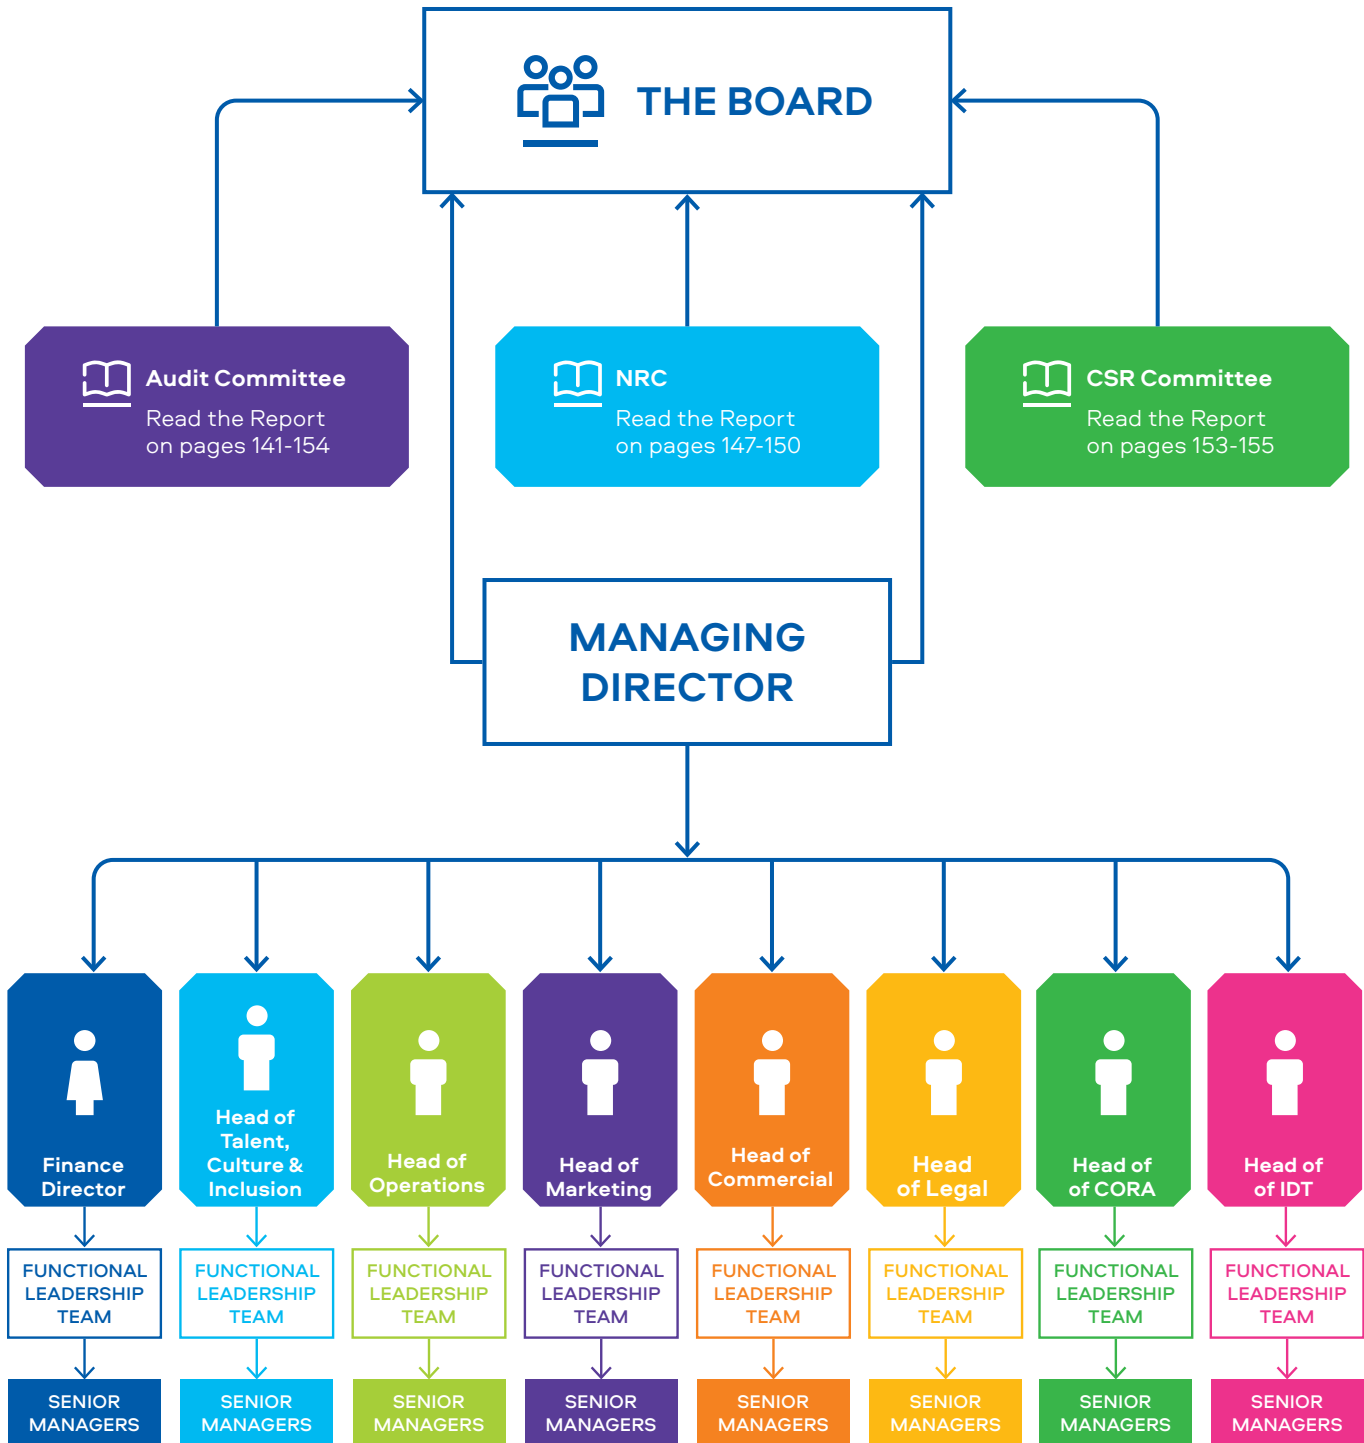 THE BOARD
Audit Committee
Read the Report
on pages 141-154
NRC
Read the Report
on pages 147-150
CSR Committee
Read the Report
on pages 153-155
MANAGING
DIRECTOR
Finance
Director
Head of
Talent,
Culture &
Inclusion
Head of
Operations
Head of
Marketing
Head of
Commercial
Head
of Legal
Head of
of CORA
Head of
of IDT
FUNCTIONAL
LEADERSHIP
TEAM
FUNCTIONAL
LEADERSHIP
TEAM
FUNCTIONAL
LEADERSHIP
TEAM
FUNCTIONAL
LEADERSHIP
TEAM
FUNCTIONAL
LEADERSHIP
TEAM
FUNCTIONAL
LEADERSHIP
TEAM
FUNCTIONAL
LEADERSHIP
TEAM
FUNCTIONAL
LEADERSHIP
TEAM
SENIOR
MANAGERS
SENIOR
MANAGERS
SENIOR
MANAGERS
SENIOR
MANAGERS
SENIOR
MANAGERS
SENIOR
MANAGERS
SENIOR
MANAGERS
SENIOR
MANAGERS